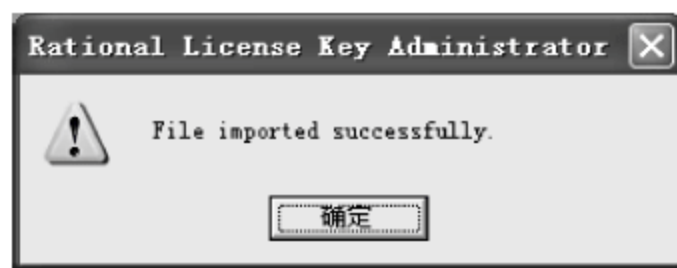 Rational License Key Administrator
File imported successfully.
确定